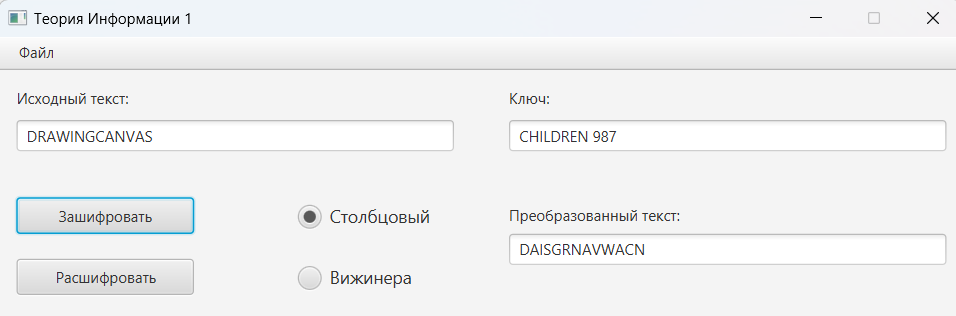 Теория Информации 1
Файл
Исходный текст:
Ключ:
DRAWINGCANVAS
CHILDREN 987
Зашифровать
Столбцовый
Преобразованный текст:
DAISGRNAVWACN
Расшифровать
Вижинера